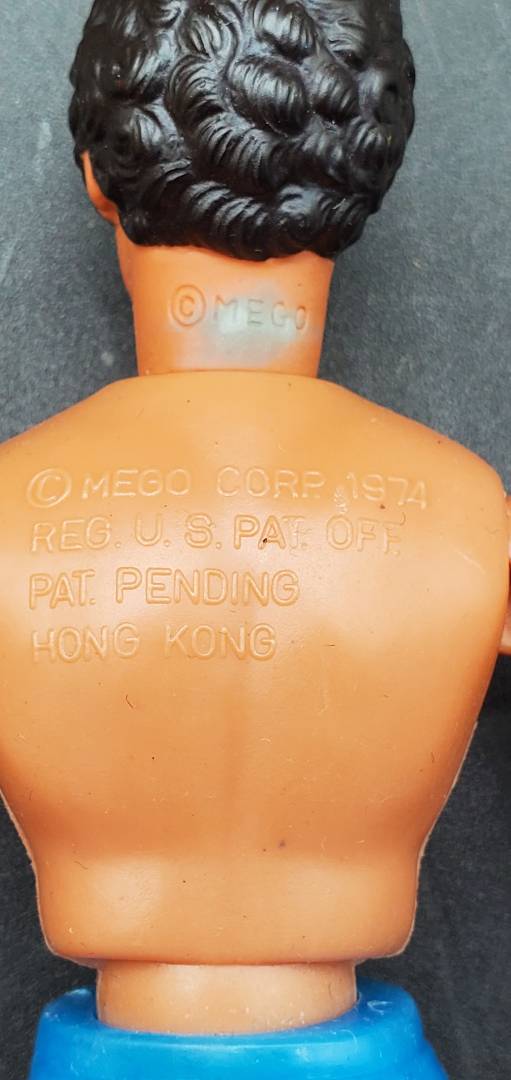 © MEGO
© MEGO CORP. 1974
REG. U. S. PAT. OFF.
PAT. PENDING
HONG KONG